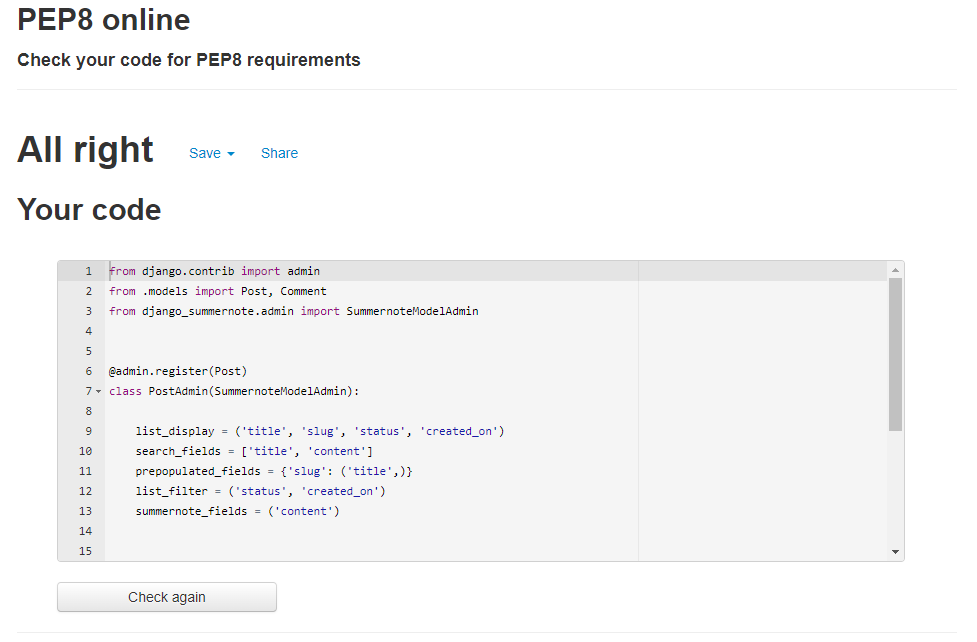 PEP8 online
Check your code for PEP8 requirements
All right Save Share
Your code
1 from django.contrib import admin
2 from .models import Post, Comment
3 from django_summernote.admin import SummernoteModelAdmin
4
5
6 @admin.register(Post)
7 class PostAdmin(SummernoteModelAdmin):
8
9 list_display = ('title', 'slug', 'status', 'created_on')
10 search_fields = ['title', 'content']
11 prepopulated_fields = {'slug': ('title',)}
12 list_filter = ('status', 'created_on')
13 summernote_fields = ('content')
14
15
Check again